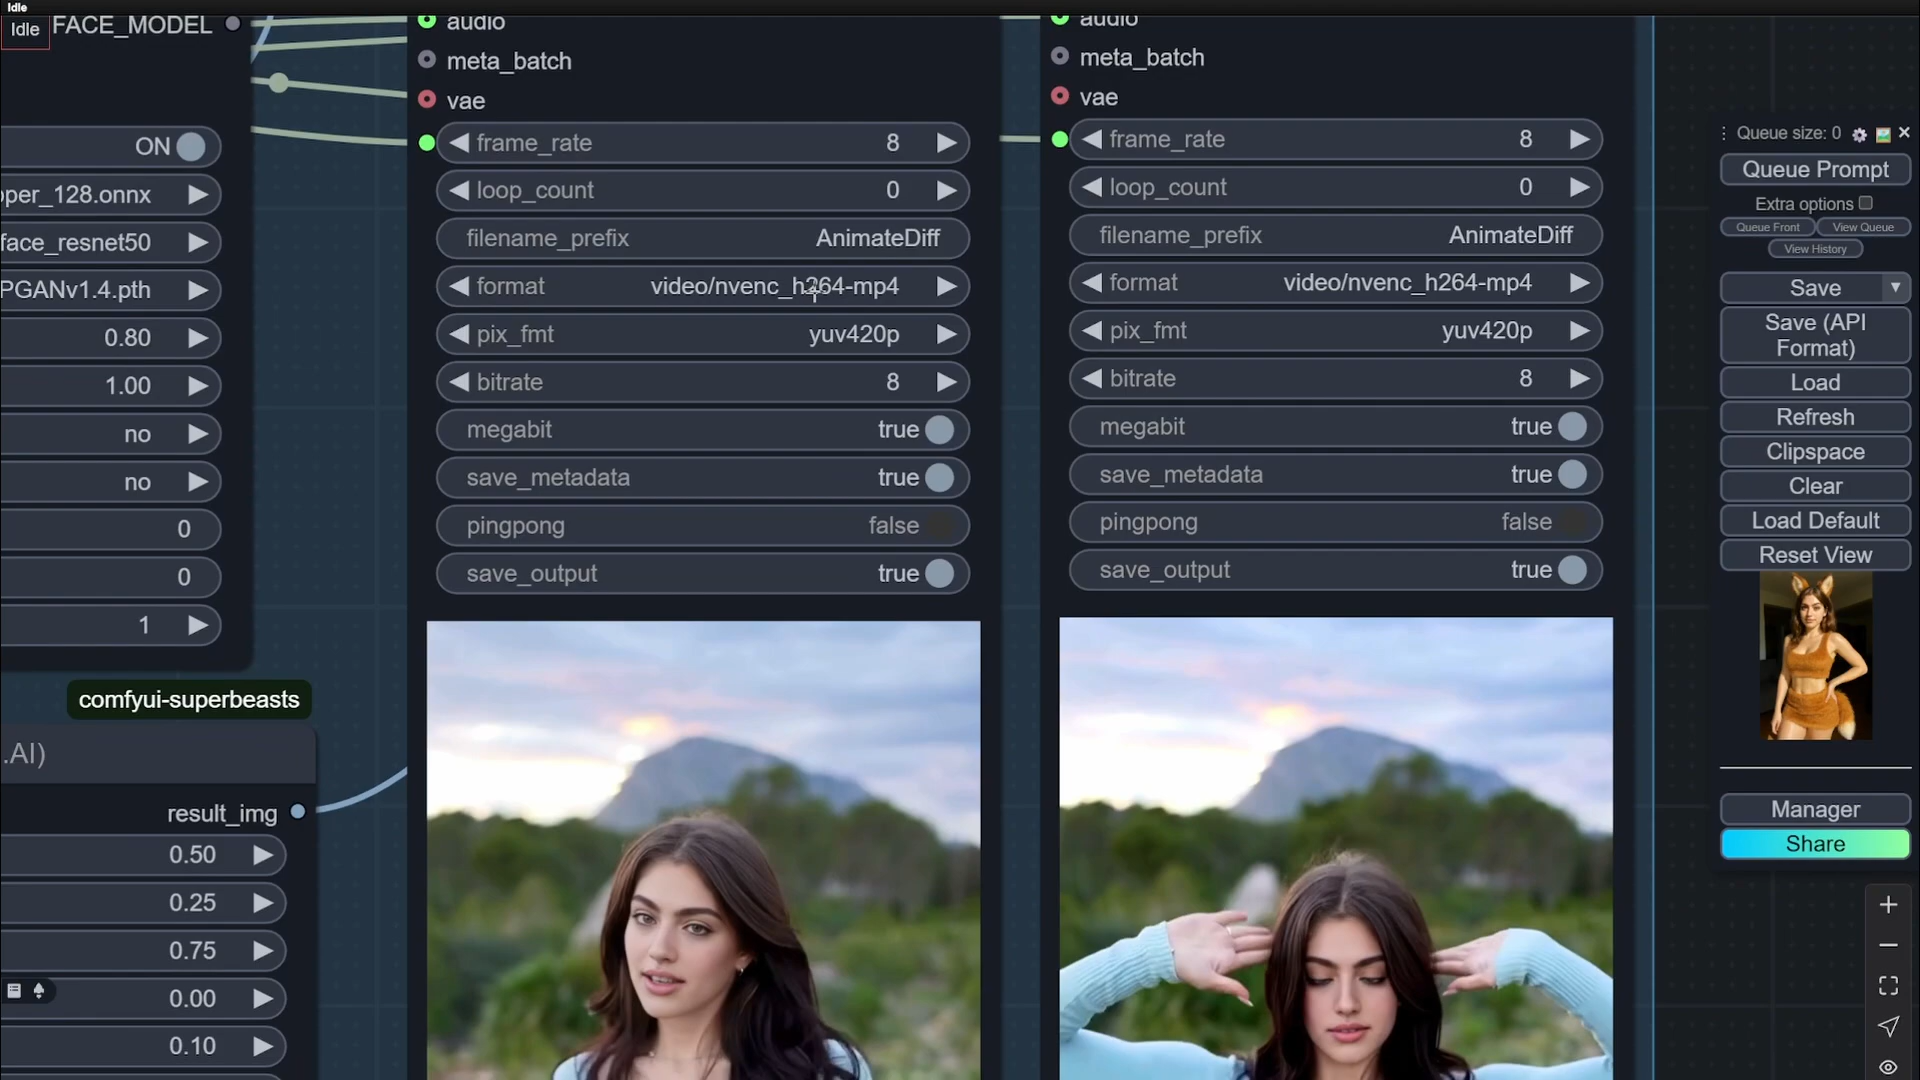 Idle
Idle
FACE_MODEL
ON
per_128.onnx
face_resnet50
PGANv1.4.pth
0.80
1.00
no
no
0
0
1
comfyui-superbeasts
.AI)
result_img
0.50
0.25
0.75
0.00
0.10
audio
meta_batch
vae
frame_rate 8
loop_count 0
filename_prefix AnimateDiff
format video/nvenc_h264-mp4
pix_fmt yuv420p
bitrate 8
megabit true
save_metadata true
pingpong false
save_output true
audio
meta_batch
vae
frame_rate 8
loop_count 0
filename_prefix AnimateDiff
format video/nvenc_h264-mp4
pix_fmt yuv420p
bitrate 8
megabit true
save_metadata true
pingpong false
save_output true
Queue size: 0
Queue Prompt
Extra options
Queue Front View Queue
View History
Save
Save (API
Format)
Load
Refresh
Clipspace
Clear
Load Default
Reset View
Manager
Share